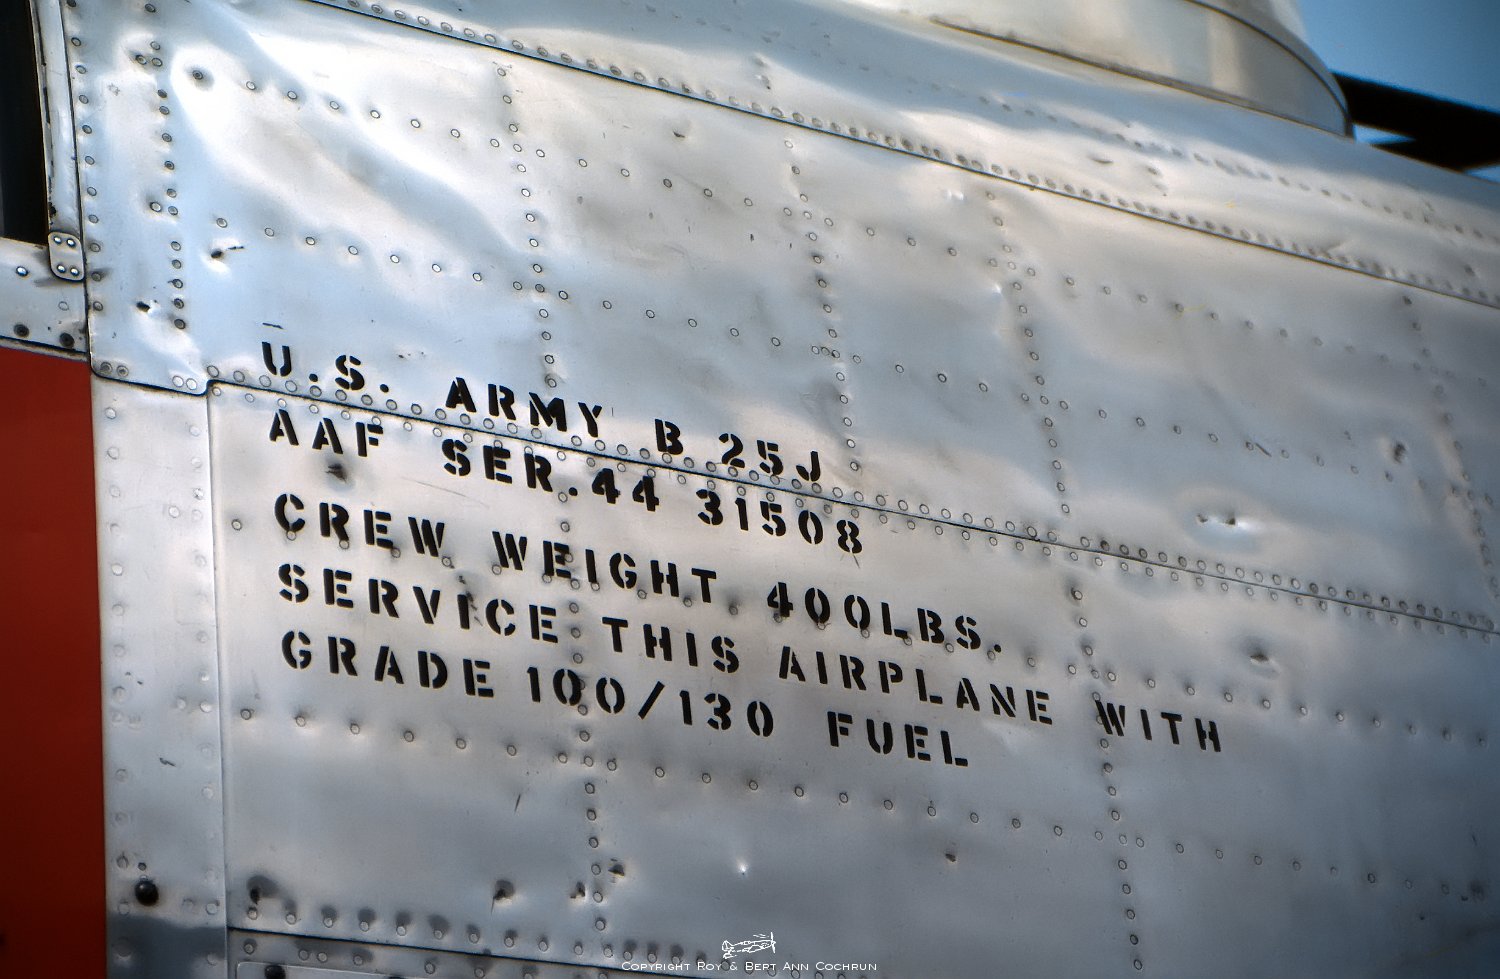 U.S. ARMY B 25J
AAF SER.44 31508
CREW WEIGHT 400LBS.
SERVICE THIS AIRPLANE WITH
GRADE 100/130 FUEL
Copyright Roy & Bert Ann Cochrun